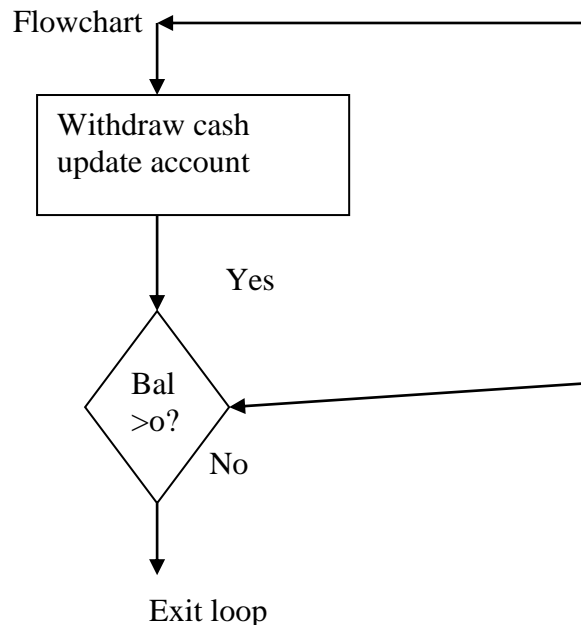 Flowchart
Withdraw cash
update account
Yes
Bal
>o?
No
Exit loop